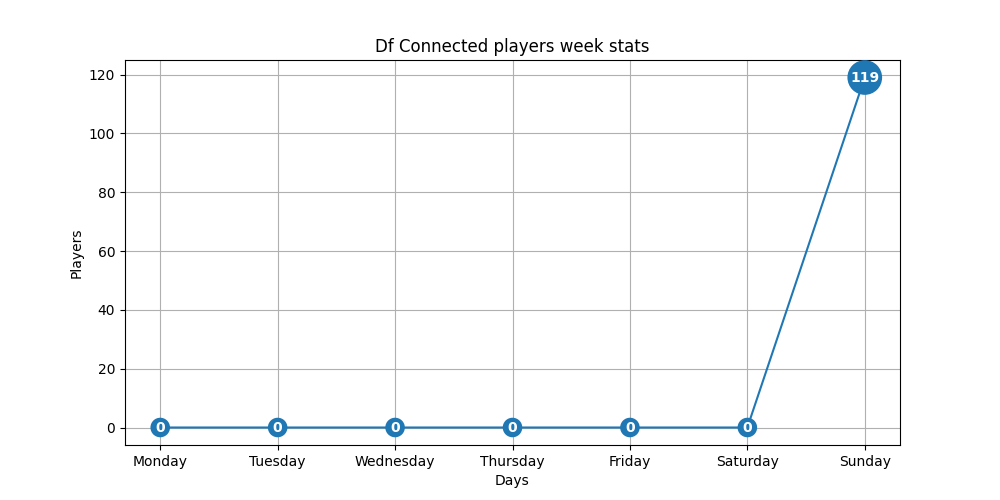 Df Connected players week stats
120
100
80
60
40
20
0
Players
119
0 0 0 0 0 0
Monday Tuesday Wednesday Thursday Friday Saturday Sunday
Days